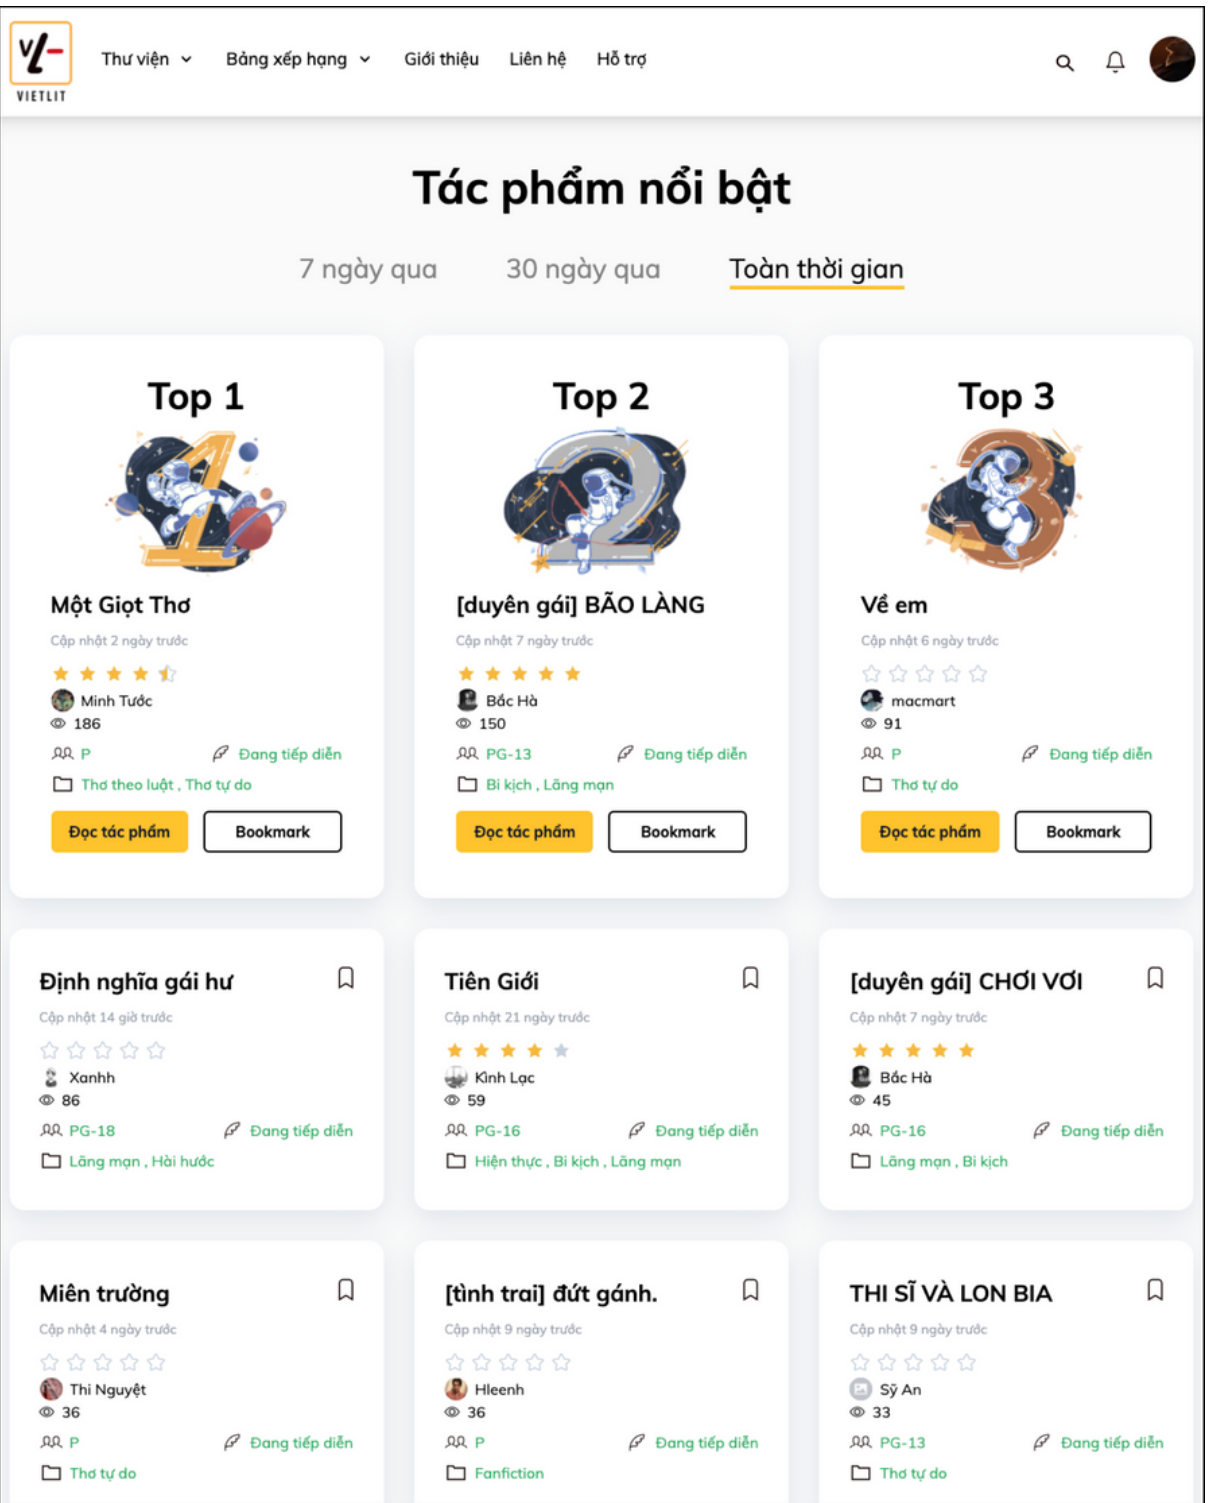 VL
VIETLIT
Thư viện
Bảng xếp hạng
Giới thiệu
Liên hệ
Hỗ trợ
Tác phẩm nổi bật
7 ngày qua
30 ngày qua
Toàn thời gian
Top 1
1
Một Giọt Thơ
Cập nhật 2 ngày trước
Minh Tước
186
P
Đang tiếp diễn
Thơ theo luật , Thơ tự do
Đọc tác phẩm
Bookmark
Top 2
2
[duyên gái] BÃO LÀNG
Cập nhật 7 ngày trước
Bắc Hà
150
PG-13
Đang tiếp diễn
Bi kịch , Lãng mạn
Đọc tác phẩm
Bookmark
Top 3
3
Về em
Cập nhật 6 ngày trước
macmart
91
P
Đang tiếp diễn
Thơ tự do
Đọc tác phẩm
Bookmark
Định nghĩa gái hư
Cập nhật 14 giờ trước
Xanhh
86
PG-18
Đang tiếp diễn
Lãng mạn , Hài hước
Tiên Giới
Cập nhật 21 ngày trước
Kình Lạc
59
PG-16
Đang tiếp diễn
Hiện thực , Bi kịch , Lãng mạn
[duyên gái] CHƠI VƠI
Cập nhật 7 ngày trước
Bắc Hà
45
PG-16
Đang tiếp diễn
Lãng mạn , Bi kịch
Miên trường
Cập nhật 4 ngày trước
Thi Nguyệt
36
P
Đang tiếp diễn
Thơ tự do
[tình trai] đứt gánh.
Cập nhật 9 ngày trước
Hleenh
36
P
Đang tiếp diễn
Fanfiction
THI SĨ VÀ LON BIA
Cập nhật 9 ngày trước
Sỹ An
33
PG-13
Đang tiếp diễn
Thơ tự do